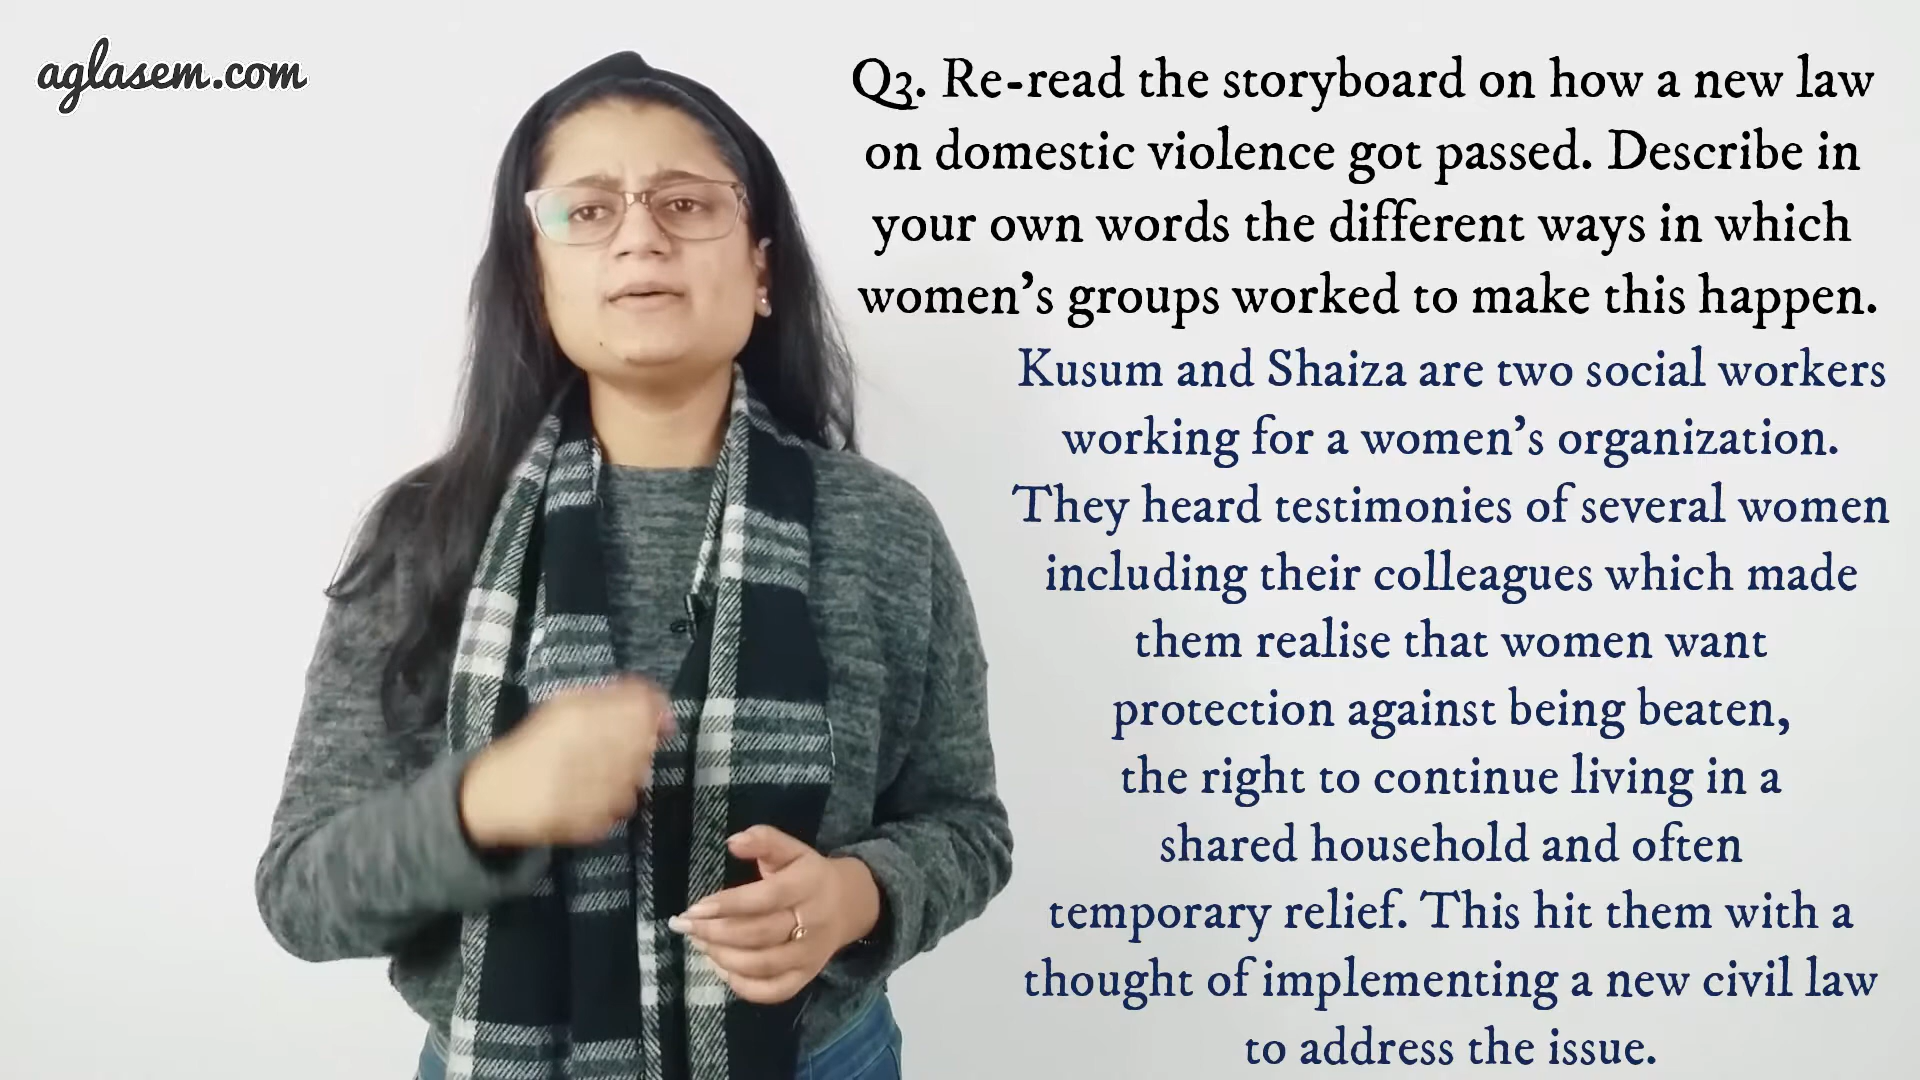 aglasem.com
Q3. Re-read the storyboard on how a new law
on domestic violence got passed. Describe in
your own words the different ways in which
women's groups worked to make this happen.
Kusum and Shaiza are two social workers
working for a women's organization.
They heard testimonies of several women
including their colleagues which made
them realise that women want
protection against being beaten,
the right to continue living in a
shared household and often
temporary relief. This hit them with a
thought of implementing a new civil law
to address the issue.